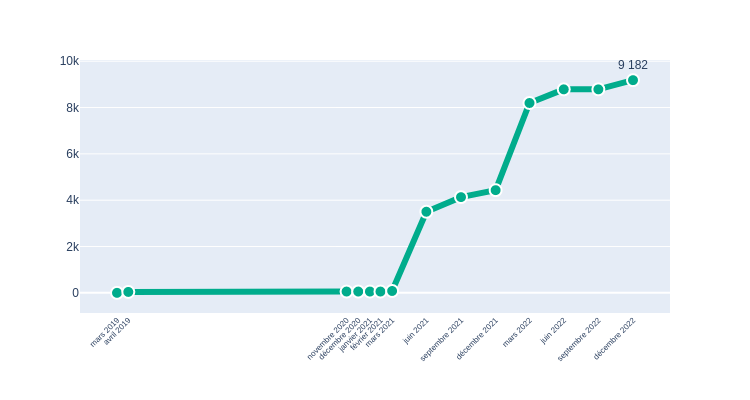 9 182
10k
8k
6k
4k
2k
0
mars 2019
avril 2019
novembre 2020
décembre 2020
janvier 2021
février 2021
mars 2021
juin 2021
septembre 2021
décembre 2021
mars 2022
juin 2022
septembre 2022
décembre 2022